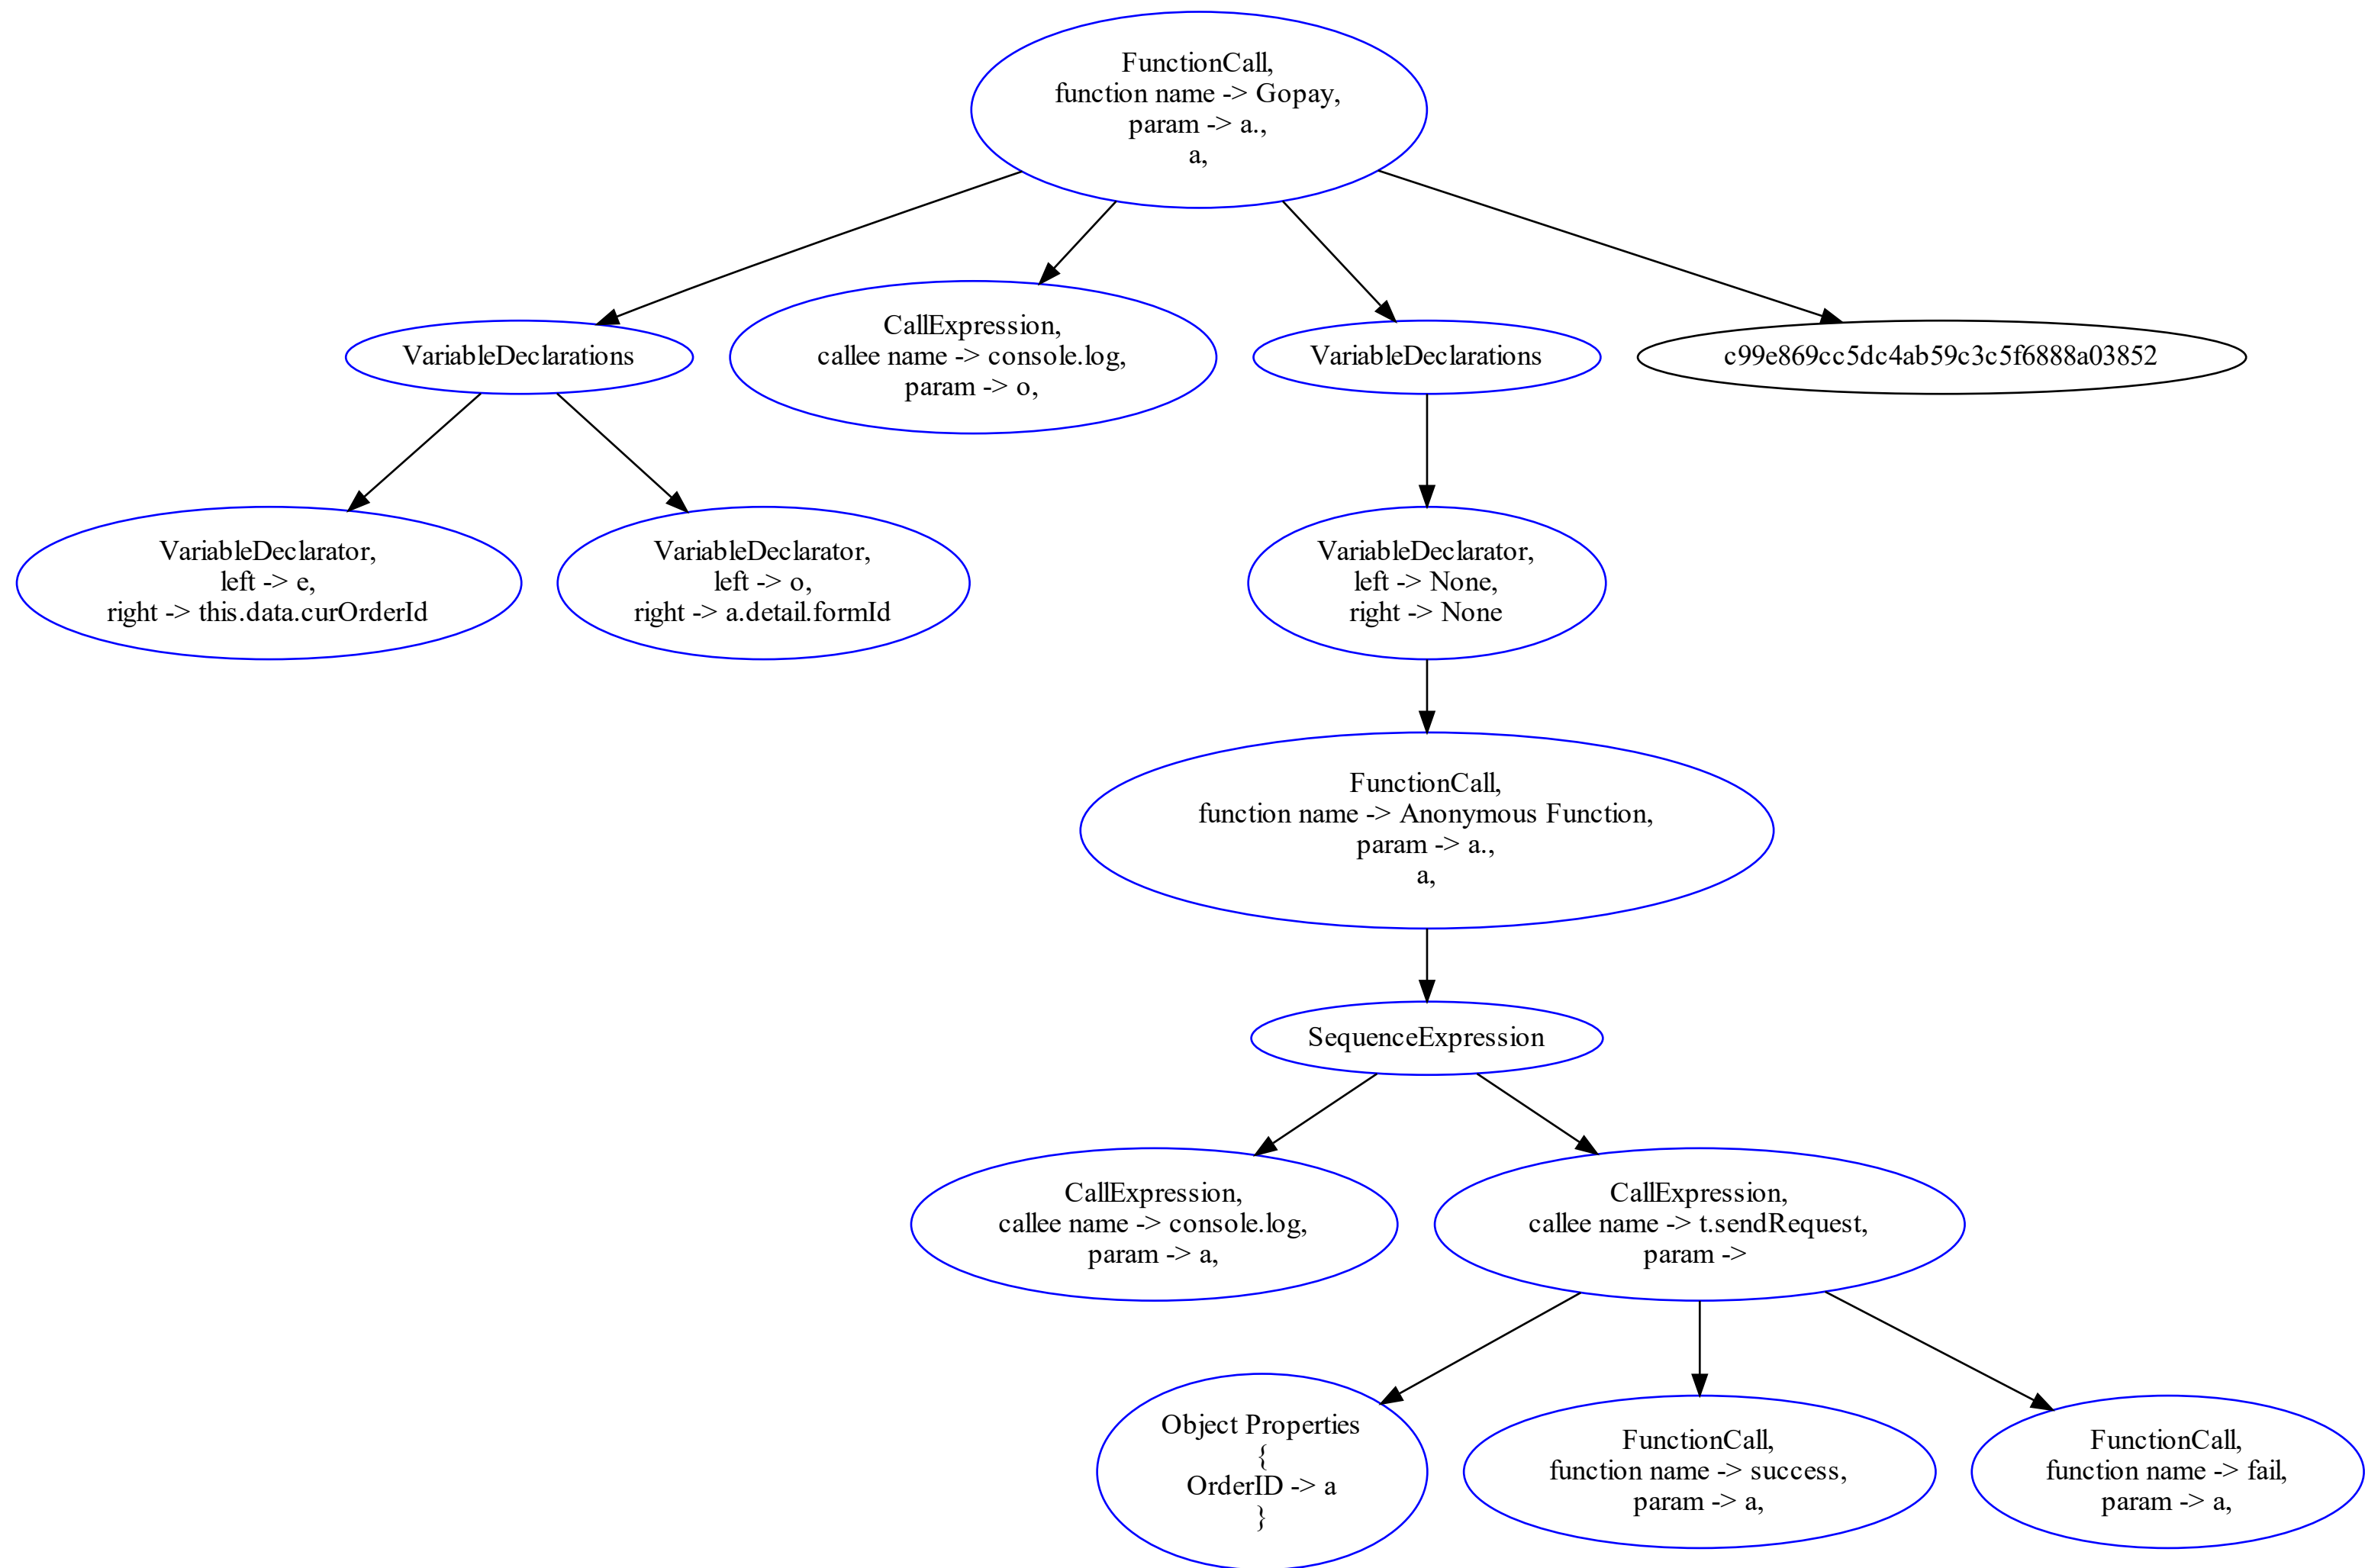 FunctionCall,
function name -> Gopay,
param -> a.,
a,
VariableDeclarations
CallExpression,
callee name -> console.log,
param -> o,
VariableDeclarations
c99e869cc5dc4ab59c3c5f6888a03852
VariableDeclarator,
left -> e,
right -> this.data.curOrderId
VariableDeclarator,
left -> o,
right -> a.detail.formId
VariableDeclarator,
left -> None,
right -> None
FunctionCall,
function name -> Anonymous Function,
param -> a.,
a,
SequenceExpression
CallExpression,
callee name -> console.log,
param -> a,
CallExpression,
callee name -> t.sendRequest,
param ->
Object Properties
{
OrderID -> a
}
FunctionCall,
function name -> success,
param -> a,
FunctionCall,
function name -> fail,
param -> a,